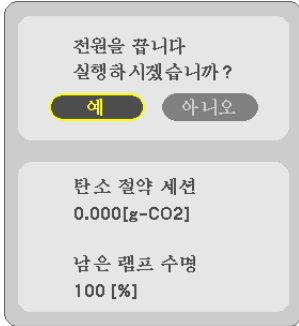 전원을 끕니다
실행하시겠습니까?
예 아니오
탄소 절약 세션
0.000[g-CO2]
남은 램프 수명
100 [%]